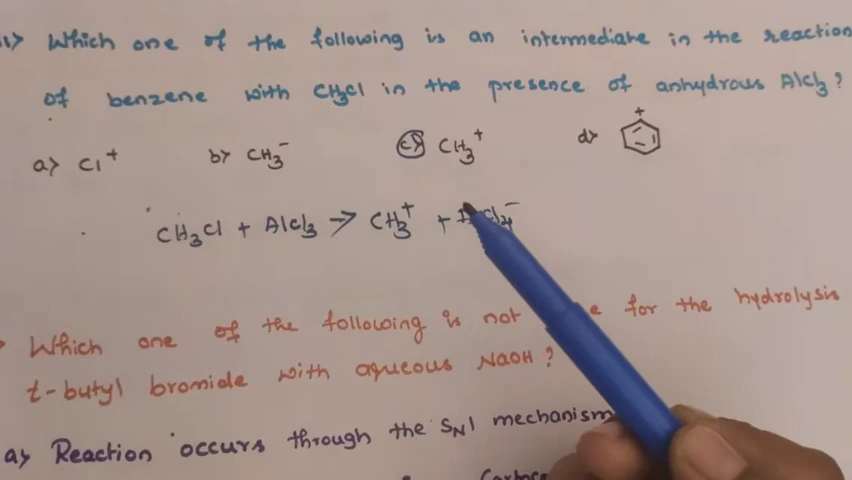 11) Which one of the following is an intermediate in the reaction
of benzene with CH3Cl in the presence of anhydrous AlCl3?
a) Cl⁺ b) CH3⁻ c) CH3⁺ d) +
CH3Cl + AlCl3 → CH3⁺ + Cl4⁻
Which one of the following is not for the hydrolysis
t-butyl bromide with aqueous NaOH?
a) Reaction occurs through the SN1 mechanism